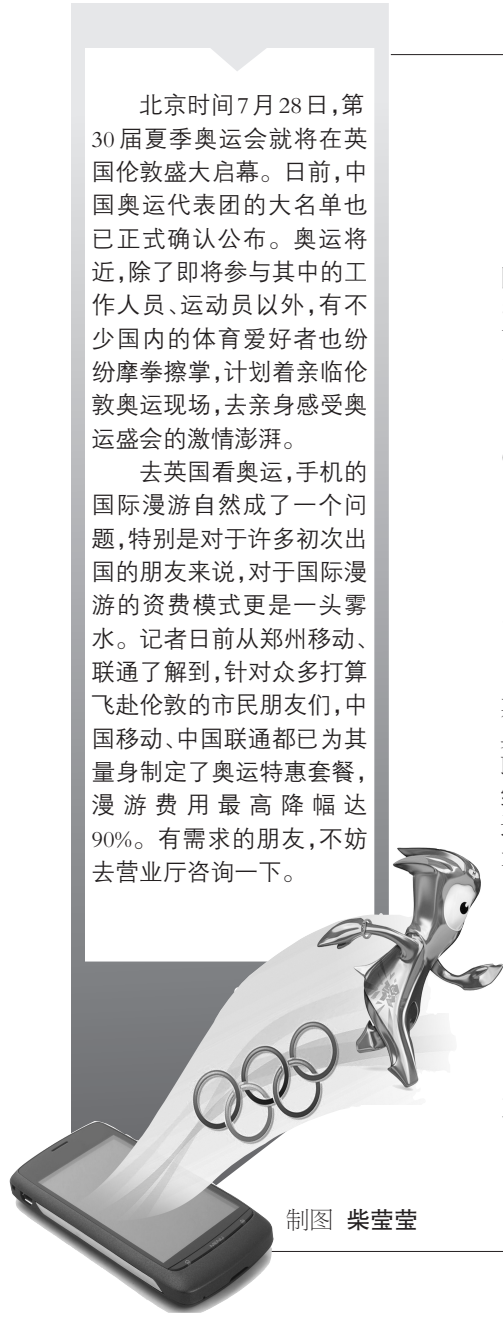 北京时间7月28日，第
30届夏季奥运会就将在英
国伦敦盛大启幕。日前，中
国奥运代表团的大名单也
已正式确认公布。奥运将
近，除了即将参与其中的工
作人员、运动员以外，有不
少国内的体育爱好者也纷
纷摩拳擦掌，计划着亲临伦
敦奥运现场，去亲身感受奥
运盛会的激情澎湃。
去英国看奥运，手机的
国际漫游自然成了一个问
题，特别是对于许多初次出
国的朋友来说，对于国际漫
游的资费模式更是一头雾
水。记者日前从郑州移动、
联通了解到，针对众多打算
飞赴伦敦的市民朋友们，中
国移动、中国联通都已为其
量身制定了奥运特惠套餐，
漫游费用最高降幅达
90%。有需求的朋友，不妨
去营业厅咨询一下。
制图 柴莹莹